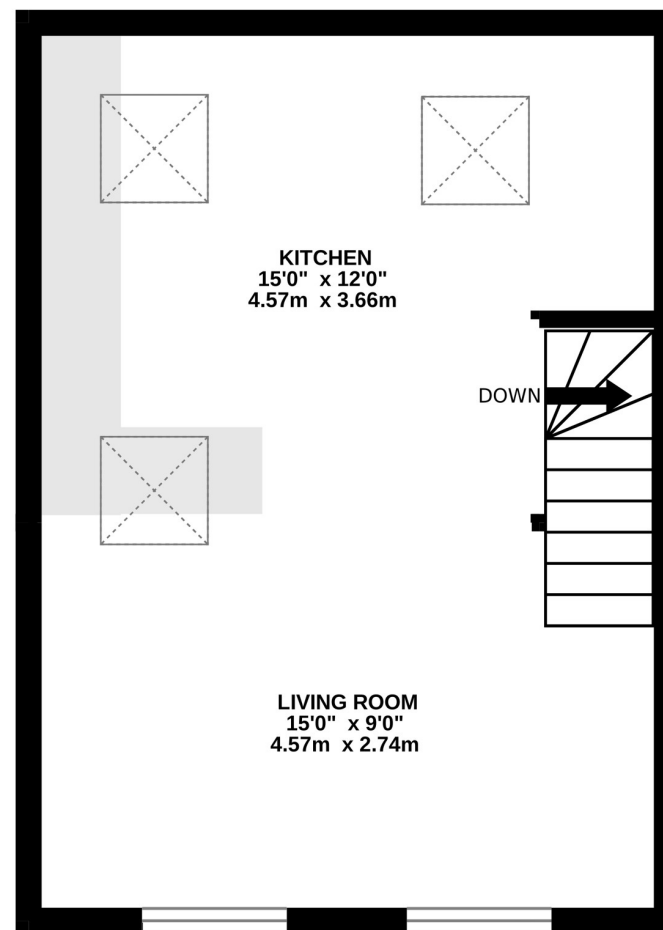 KITCHEN
15'0" x 12'0"
4.57m x 3.66m
DOWN
LIVING ROOM
15'0" x 9'0"
4.57m x 2.74m